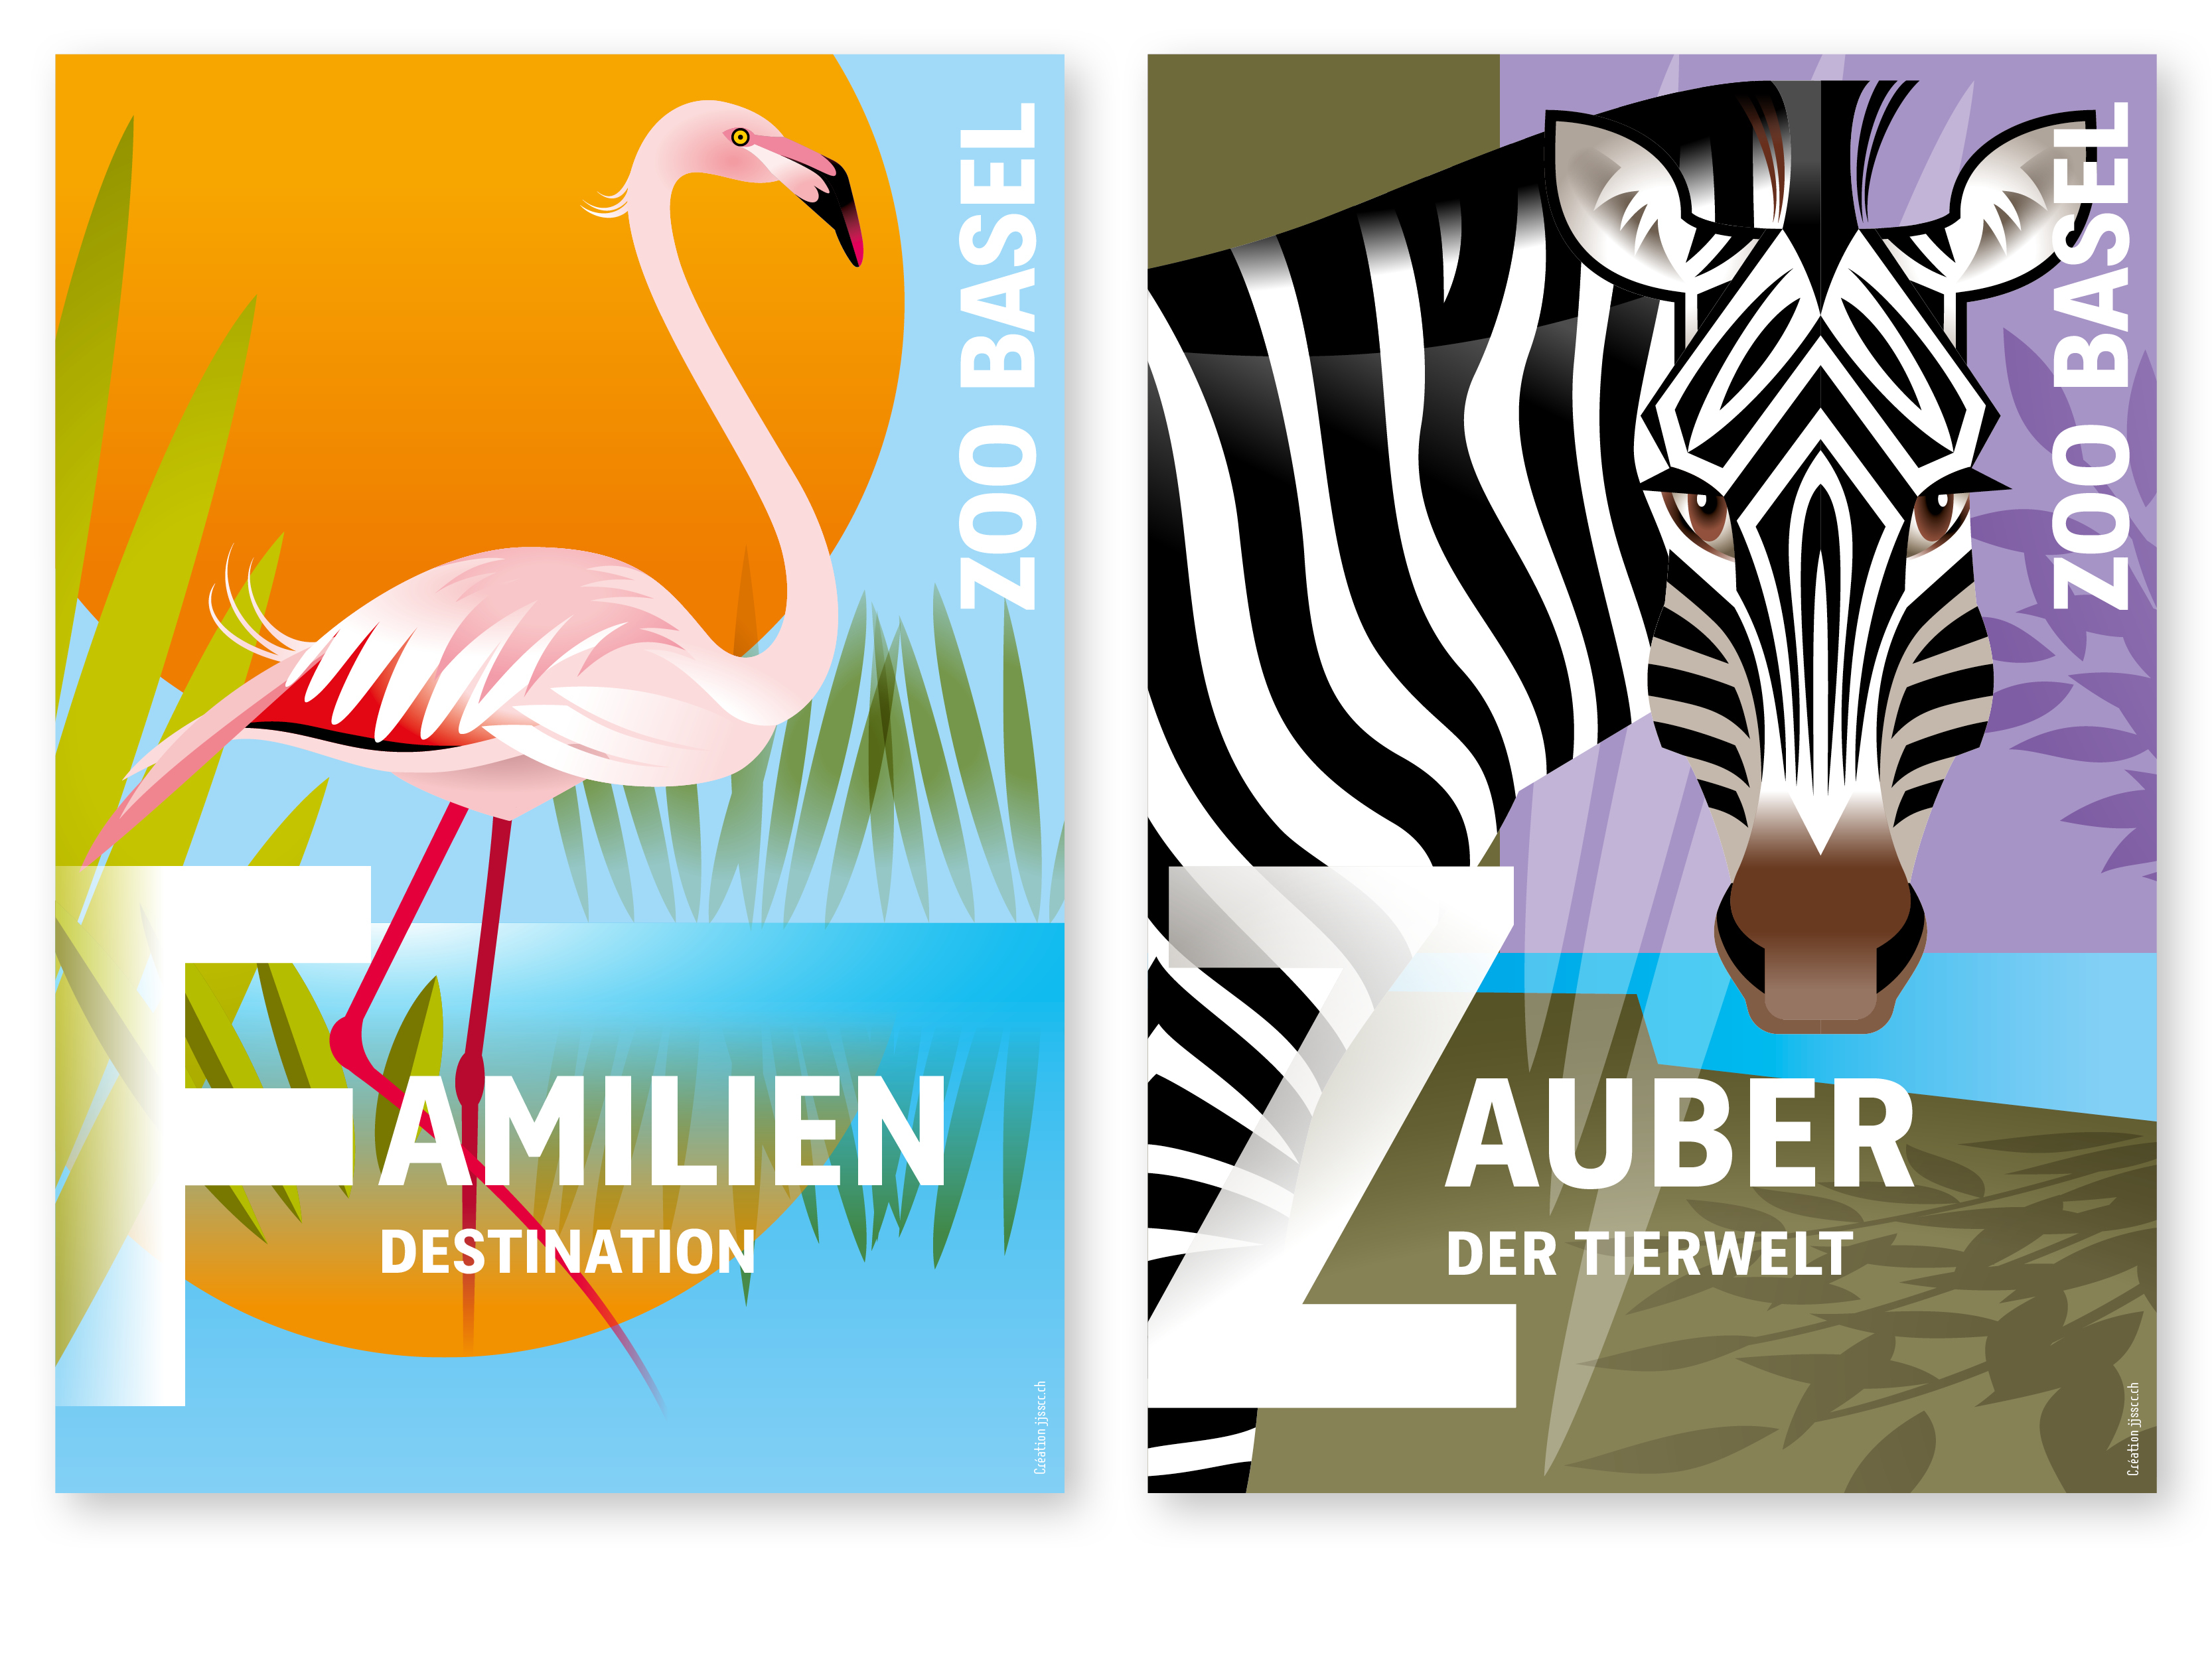 ZOO BASEL
FAMILIEN
DESTINATION
Création jjsscc.ch
ZOO BASEL
ZAUBER
DER TIERWELT
Création jjsscc.ch